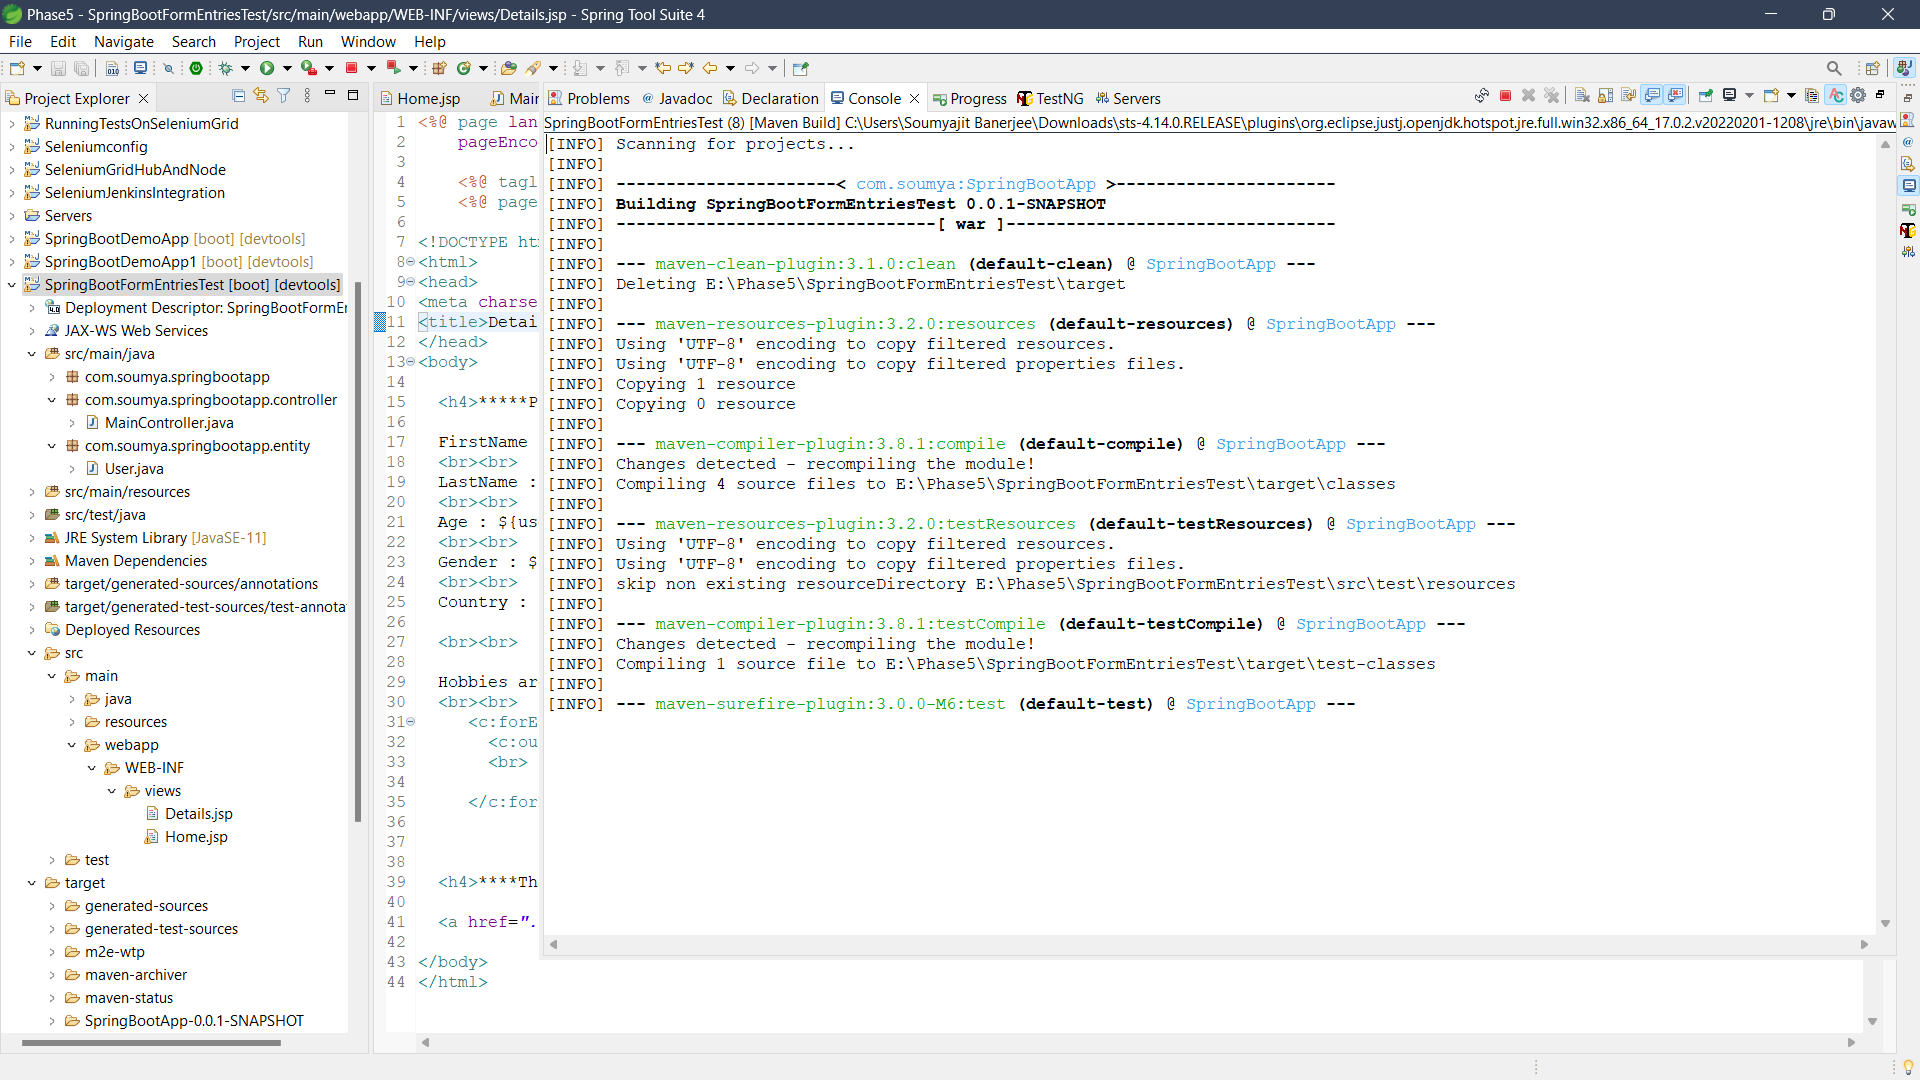 Phase5 - SpringBootFormEntriesTest/src/main/webapp/WEB-INF/views/Details.jsp - Spring Tool Suite 4
File Edit Navigate Search Project Run Window Help
Project Explorer
RunningTestsOnSeleniumGrid
Seleniumconfig
SeleniumGridHubAndNode
SeleniumJenkinsIntegration
Servers
SpringBootDemoApp [boot] [devtools]
SpringBootDemoApp1 [boot] [devtools]
SpringBootFormEntriesTest [boot] [devtools]
Deployment Descriptor: SpringBootFormEr
JAX-WS Web Services
src/main/java
com.soumya.springbootapp
com.soumya.springbootapp.controller
MainController.java
com.soumya.springbootapp.entity
User.java
src/main/resources
src/test/java
JRE System Library [JavaSE-11]
Maven Dependencies
target/generated-sources/annotations
target/generated-test-sources/test-annota
Deployed Resources
src
main
java
resources
webapp
WEB-INF
views
Details.jsp
Home.jsp
test
target
generated-sources
generated-test-sources
m2e-wtp
maven-archiver
maven-status
SpringBootApp-0.0.1-SNAPSHOT
Home.jsp Mair
1 <%@ page lan
2 pageEnco
3
4 <%@ tagl
5 <%@ page
6
7 <!DOCTYPE htm
8 <html>
9 <head>
10 <meta charse
11 <title>Detai
12 </head>
13 <body>
14
15 <h4>*****P
16
17 FirstName
18 <br><br>
19 LastName :
20 <br><br>
21 Age : ${us
22 <br><br>
23 Gender : $
24 <br><br>
25 Country :
26
27 <br><br>
28
29 Hobbies are
30 <br><br>
31 <c:forE
32 <c:ou
33 <br>
34
35 </c:for
36
37
38
39 <h4>****Th
40
41 <a href=".
42
43 </body>
44 </html>
Problems Javadoc Declaration Console Progress TestNG Servers
SpringBootFormEntriesTest (8) [Maven Build] C:\Users\Soumyajit Banerjee\Downloads\sts-4.14.0.RELEASE\plugins\org.eclipse.justj.openjdk.hotspot.jre.full.win32.x86_64_17.0.2.v20220201-1208\jre\bin\javaw
[INFO] Scanning for projects...
[INFO]
[INFO] ----------------------< com.soumya:SpringBootApp >----------------------
[INFO] Building SpringBootFormEntriesTest 0.0.1-SNAPSHOT
[INFO] --------------------------------[ war ]---------------------------------
[INFO]
[INFO] --- maven-clean-plugin:3.1.0:clean (default-clean) @ SpringBootApp ---
[INFO] Deleting E:\Phase5\SpringBootFormEntriesTest\target
[INFO]
[INFO] --- maven-resources-plugin:3.2.0:resources (default-resources) @ SpringBootApp ---
[INFO] Using 'UTF-8' encoding to copy filtered resources.
[INFO] Using 'UTF-8' encoding to copy filtered properties files.
[INFO] Copying 1 resource
[INFO] Copying 0 resource
[INFO]
[INFO] --- maven-compiler-plugin:3.8.1:compile (default-compile) @ SpringBootApp ---
[INFO] Changes detected - recompiling the module!
[INFO] Compiling 4 source files to E:\Phase5\SpringBootFormEntriesTest\target\classes
[INFO]
[INFO] --- maven-resources-plugin:3.2.0:testResources (default-testResources) @ SpringBootApp ---
[INFO] Using 'UTF-8' encoding to copy filtered resources.
[INFO] Using 'UTF-8' encoding to copy filtered properties files.
[INFO] skip non existing resourceDirectory E:\Phase5\SpringBootFormEntriesTest\src\test\resources
[INFO]
[INFO] --- maven-compiler-plugin:3.8.1:testCompile (default-testCompile) @ SpringBootApp ---
[INFO] Changes detected - recompiling the module!
[INFO] Compiling 1 source file to E:\Phase5\SpringBootFormEntriesTest\target\test-classes
[INFO]
[INFO] --- maven-surefire-plugin:3.0.0-M6:test (default-test) @ SpringBootApp ---